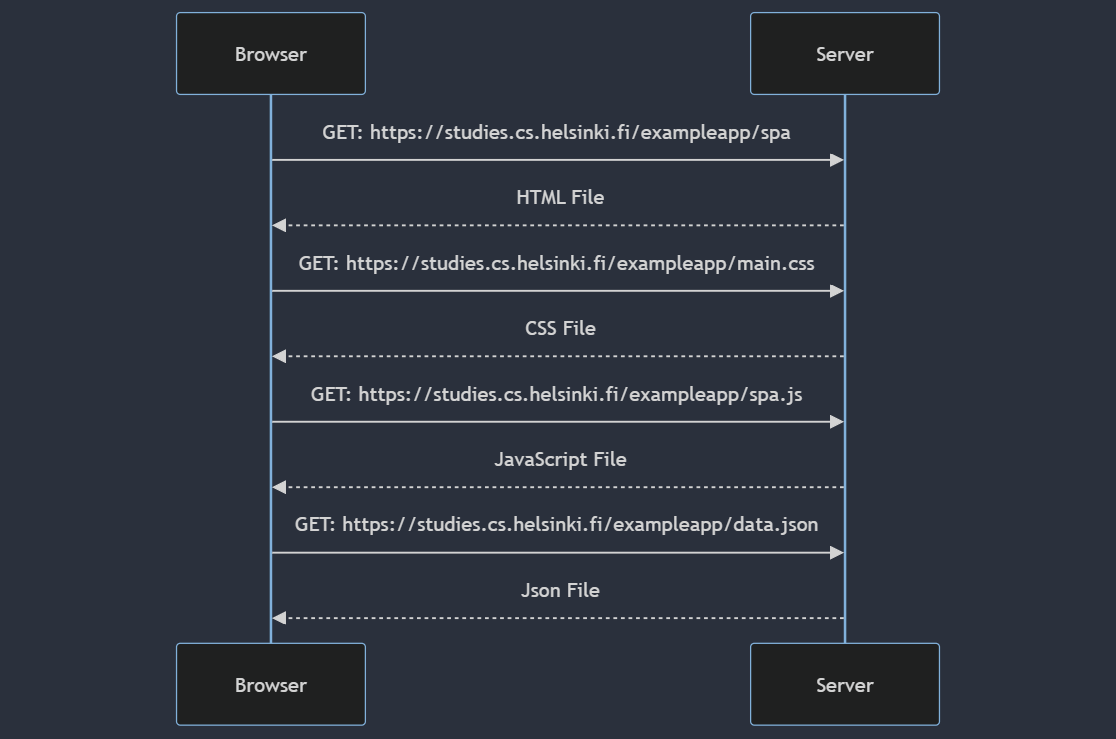 Browser
Server
GET: https://studies.cs.helsinki.fi/exampleapp/spa
HTML File
GET: https://studies.cs.helsinki.fi/exampleapp/main.css
CSS File
GET: https://studies.cs.helsinki.fi/exampleapp/spa.js
JavaScript File
GET: https://studies.cs.helsinki.fi/exampleapp/data.json
Json File
Browser
Server